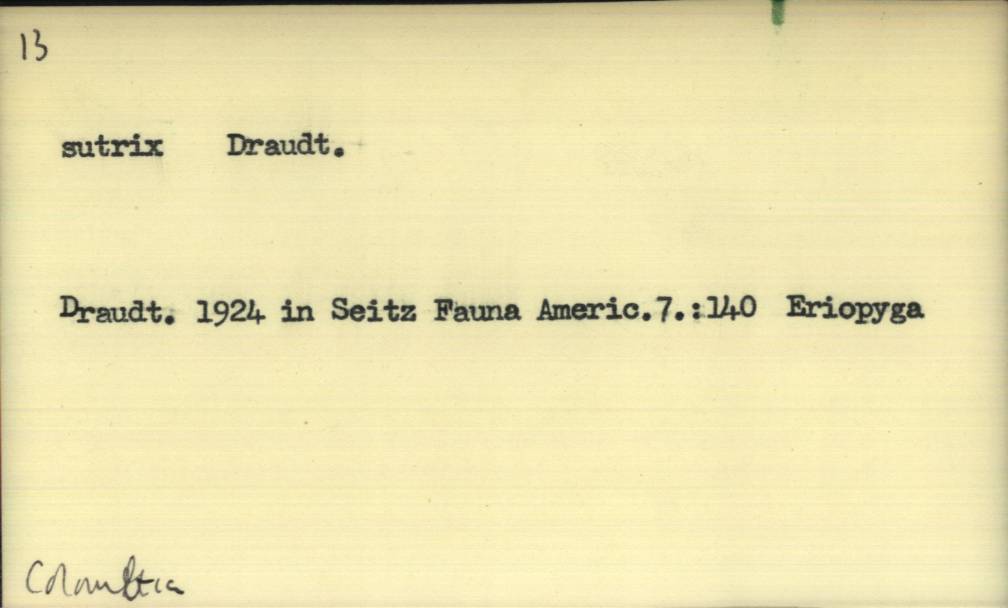 13
sutrix Draudt.
Draudt. 1924 in Seitz Fauna Americ.7.:140 Eriopyga
Colombia